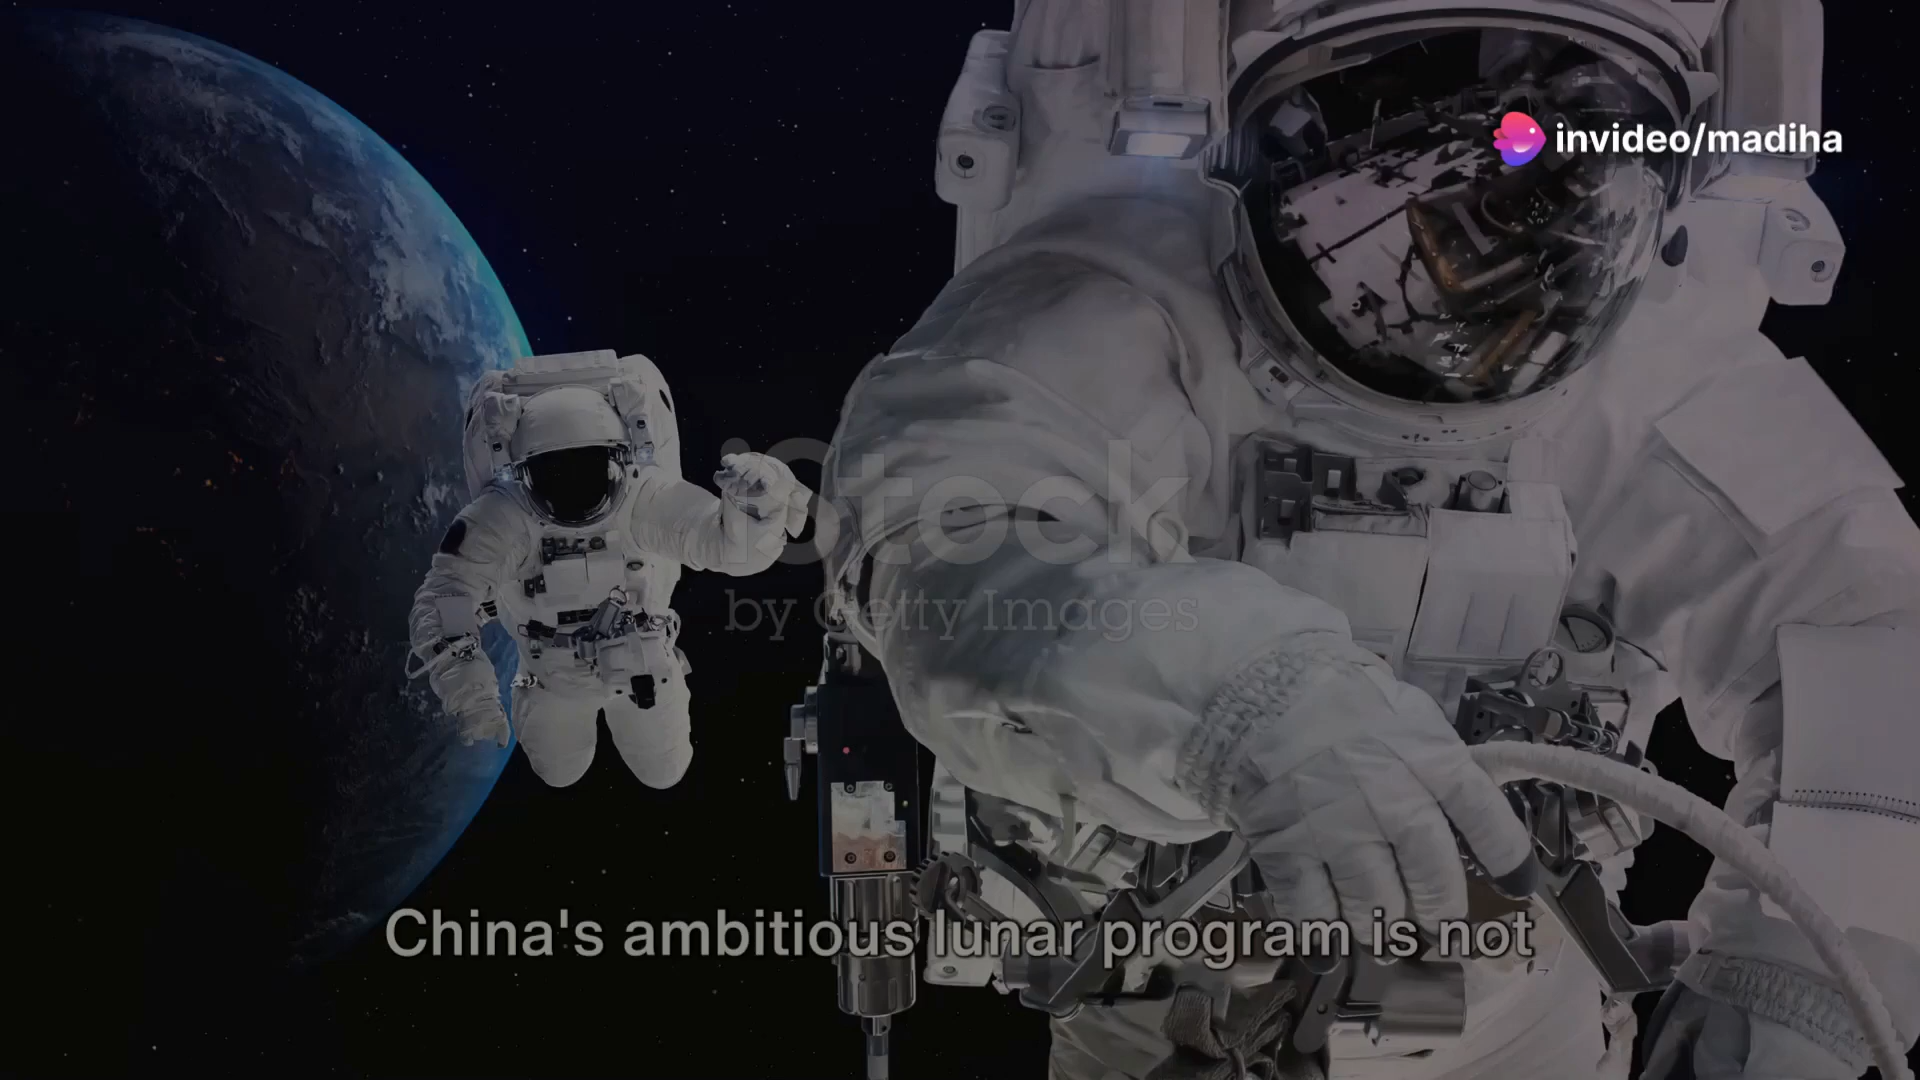 invideo/madiha
iStock
by Getty Images
China's ambitious lunar program is not